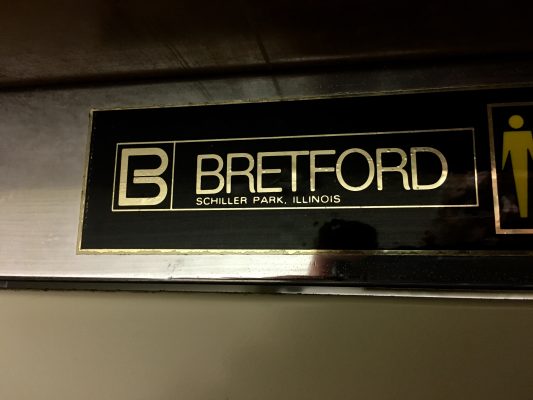 B
BRETFORD
SCHILLER PARK, ILLINOIS